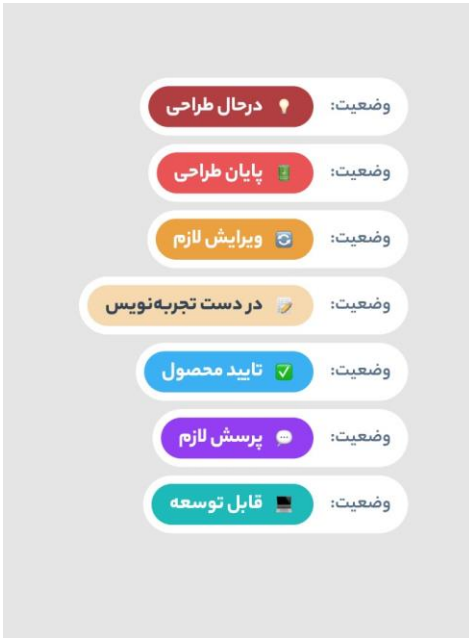 وضعیت: 💡 درحال طراحی
وضعیت: 🔋 پایان طراحی
وضعیت: 🔄 ویرایش لازم
وضعیت: 📝 در دست تجربه‌نویس
وضعیت: ✅ تایید محصول
وضعیت: 💬 پرسش لازم
وضعیت: 💻 قابل توسعه